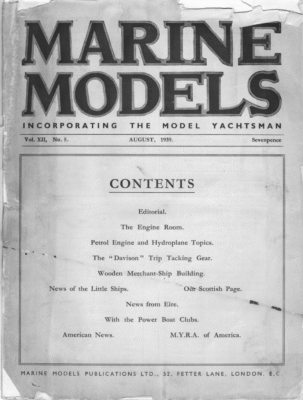 MARINE
MODELS
INCORPORATING THE MODEL YACHTSMAN
Vol. XII, No. 5. AUGUST, 1939. Sevenpence
CONTENTS
Editorial.
The Engine Room.
Petrol Engine and Hydroplane Topics.
The "Davison" Trip Tacking Gear.
Wooden Merchant-Ship Building.
News of the Little Ships. Our Scottish Page.
News from Eire.
With the Power Boat Clubs.
American News. M.Y.R.A. of America.
MARINE MODELS PUBLICATIONS LTD., 52, FETTER LANE, LONDON, E.C.